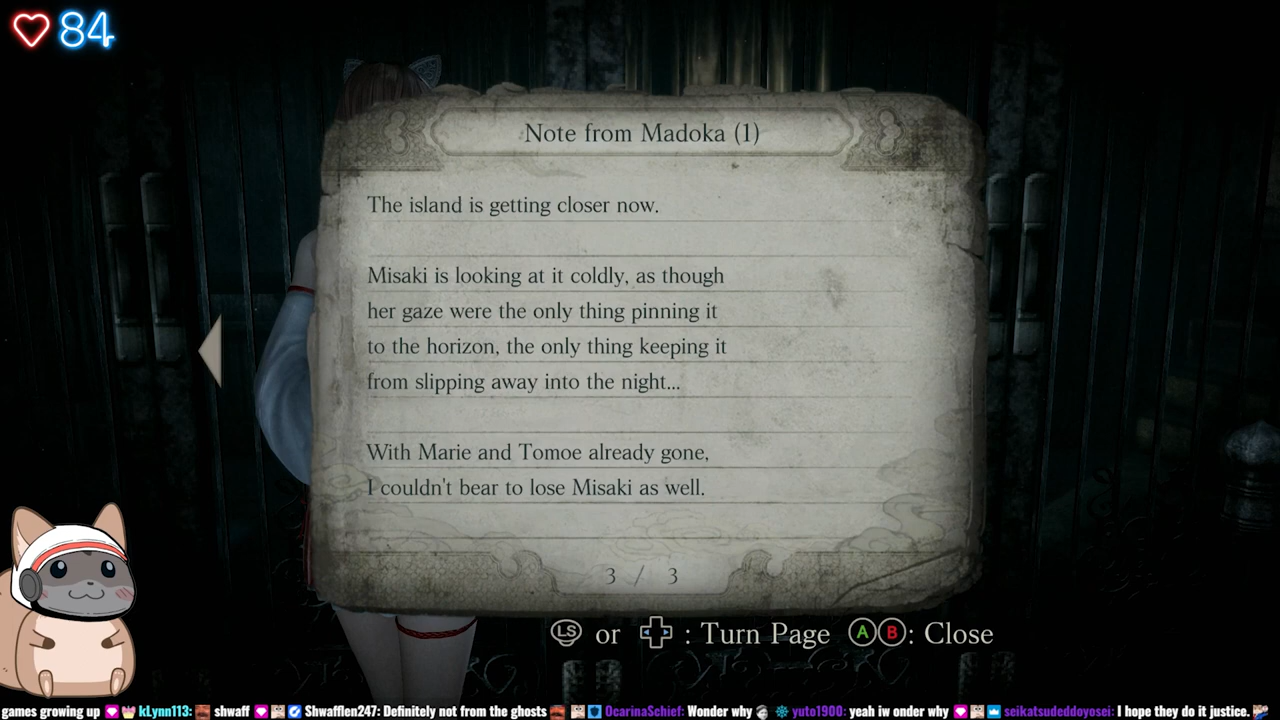 84
Note from Madoka (1)
The island is getting closer now.
Misaki is looking at it coldly, as though
her gaze were the only thing pinning it
to the horizon, the only thing keeping it
from slipping away into the night...
With Marie and Tomoe already gone,
I couldn't bear to lose Misaki as well.
3 / 3
LS or : Turn Page A B : Close
games growing up kLynn113: shwaff Shwafflen247: Definitely not from the ghosts OcarinaSchief: Wonder why yuto1900: yeah iw onder why seikatsudeddoyosei: I hope they do it justice.